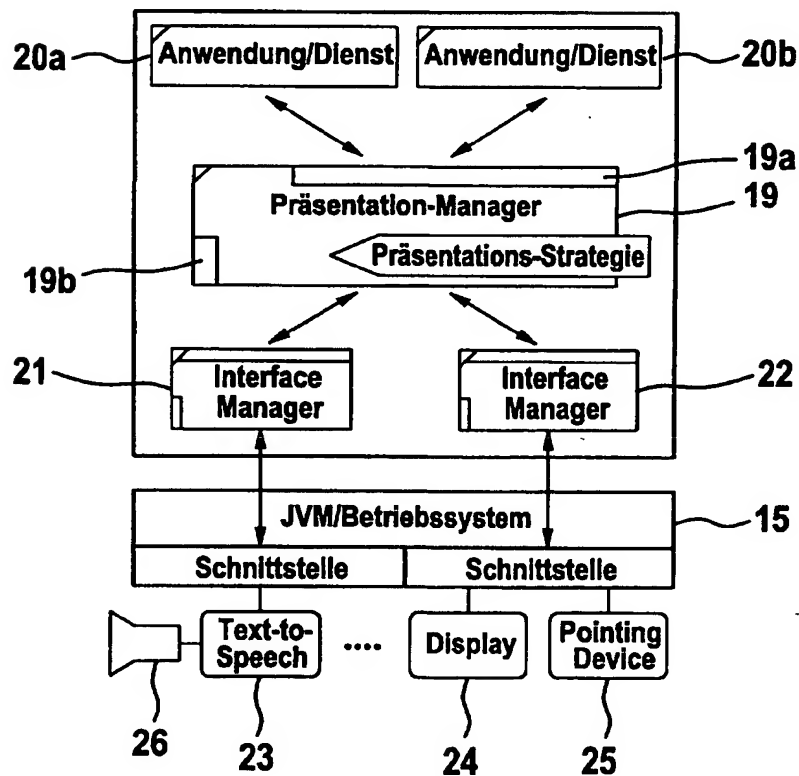 20a
Anwendung/Dienst
Anwendung/Dienst
20b
19a
Präsentation-Manager
19
Präsentations-Strategie
19b
21
Interface
Manager
Interface
Manager
22
JVM/Betriebssystem
15
Schnittstelle
Schnittstelle
Text-to-
Speech
....
Display
Pointing
Device
26
23
24
25